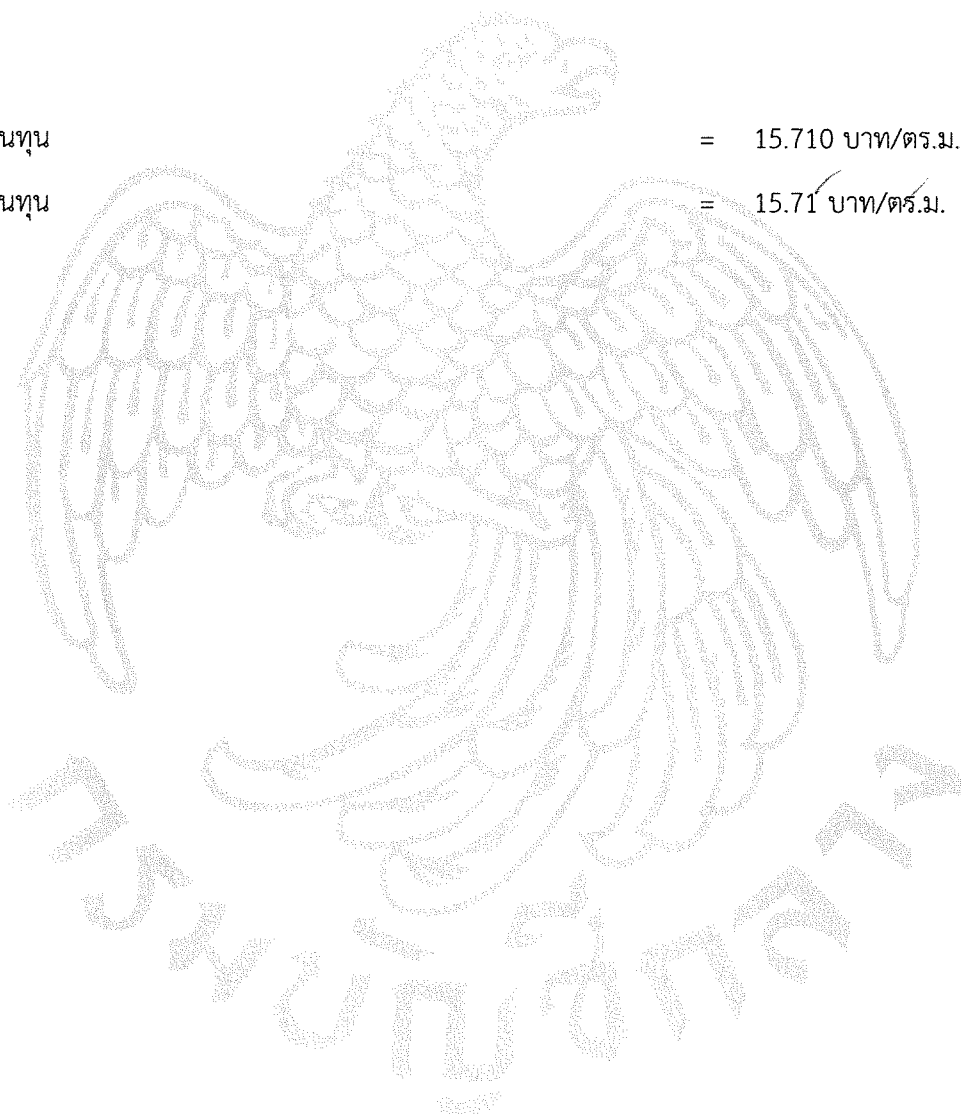 นทุน = 15.710 บาท/ตร.ม.
นทุน = 15.71 บาท/ตร.ม.
กรมบัญชีกลาง